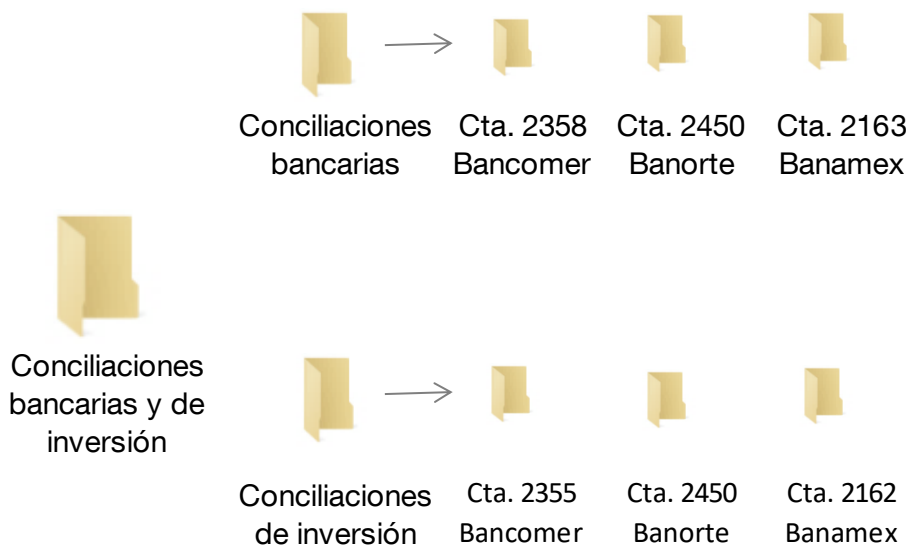 Conciliaciones
bancarias
Cta. 2358
Bancomer
Cta. 2450
Banorte
Cta. 2163
Banamex
Conciliaciones
bancarias y de
inversión
Conciliaciones
de inversión
Cta. 2355
Bancomer
Cta. 2450
Banorte
Cta. 2162
Banamex